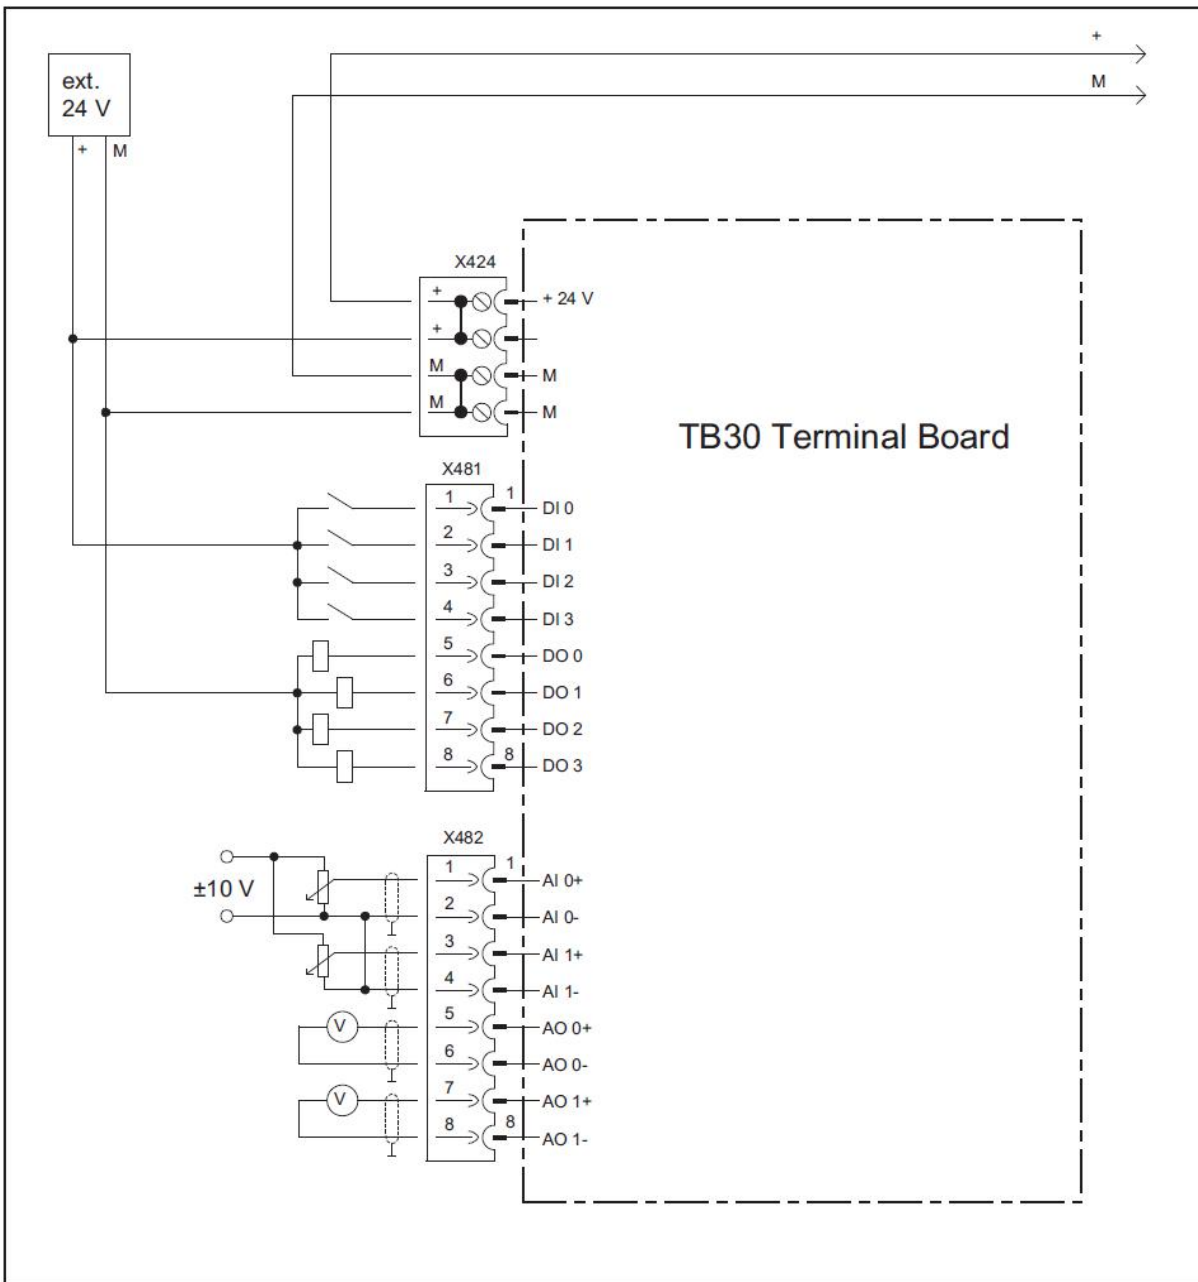 +
M
ext.
24 V
+ M
X424
+ + 24 V
+
M M
M M
TB30 Terminal Board
X481
1 1 DI 0
2 DI 1
3 DI 2
4 DI 3
5 DO 0
6 DO 1
7 DO 2
8 8 DO 3
X482
1 1 AI 0+
±10 V
2 AI 0-
3 AI 1+
4 AI 1-
V 5 AO 0+
6 AO 0-
V 7 AO 1+
8 8 AO 1-